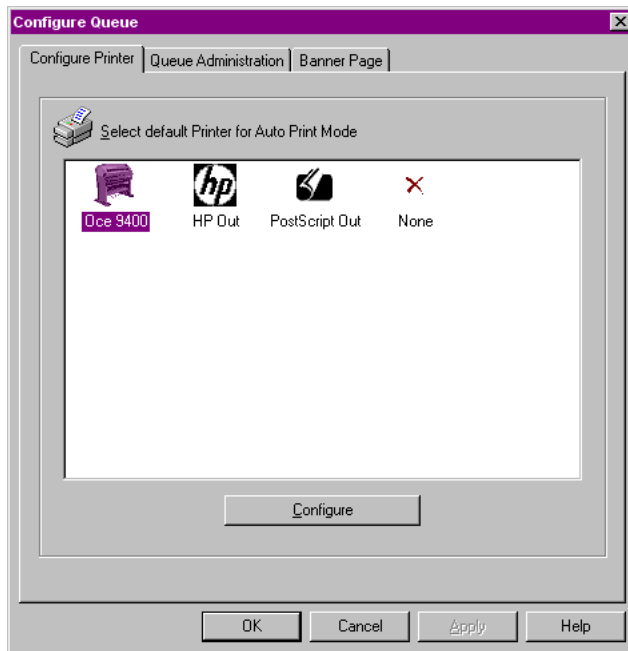 Configure Queue
Configure Printer Queue Administration Banner Page
Select default Printer for Auto Print Mode
hp
Oce 9400 HP Out PostScript Out None
Configure
OK Cancel Apply Help